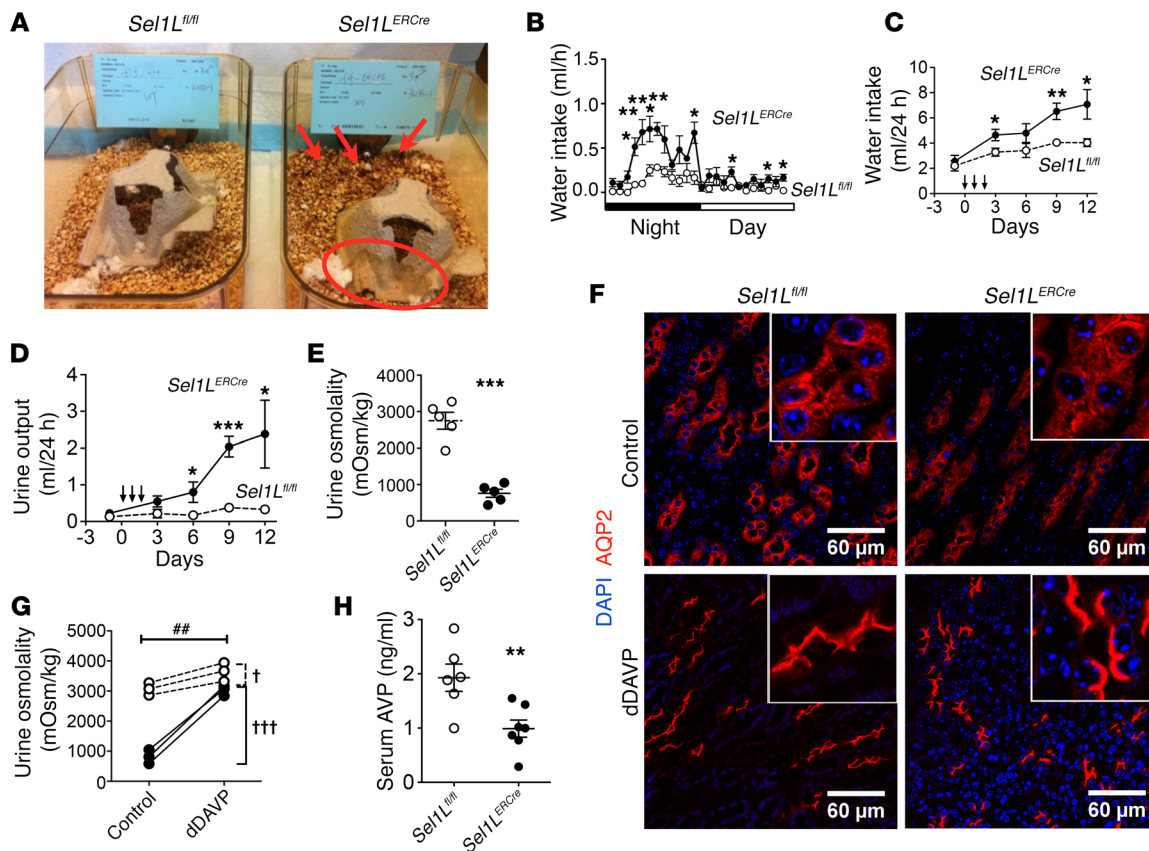 A
Sel1L^fl/fl
Sel1L^ERCre
WT
B
Water intake (ml/h)
1.5
1.0
0.5
0.0
**
**
*
**
*
**
*
*
*
*
Sel1L^ERCre
Sel1L^fl/fl
Night
Day
C
Water intake
(ml/24 h)
10
8
6
4
2
0
Sel1L^ERCre
*
**
*
Sel1L^fl/fl
-3
0
3
6
9
12
Days
D
Urine output
(ml/24 h)
4
3
2
1
0
Sel1L^ERCre
*
***
*
Sel1L^fl/fl
-3
0
3
6
9
12
Days
E
Urine osmolality
(mOsm/kg)
4000
3000
2000
1000
0
***
Sel1L^fl/fl
Sel1L^ERCre
F
Sel1L^fl/fl
Sel1L^ERCre
DAPI AQP2
Control
60 µm
60 µm
dDAVP
60 µm
60 µm
G
Urine osmolality
(mOsm/kg)
5000
4000
3000
2000
1000
0
##
†
†††
Control
dDAVP
H
Serum AVP (ng/ml)
3
2
1
0
**
Sel1L^fl/fl
Sel1L^ERCre